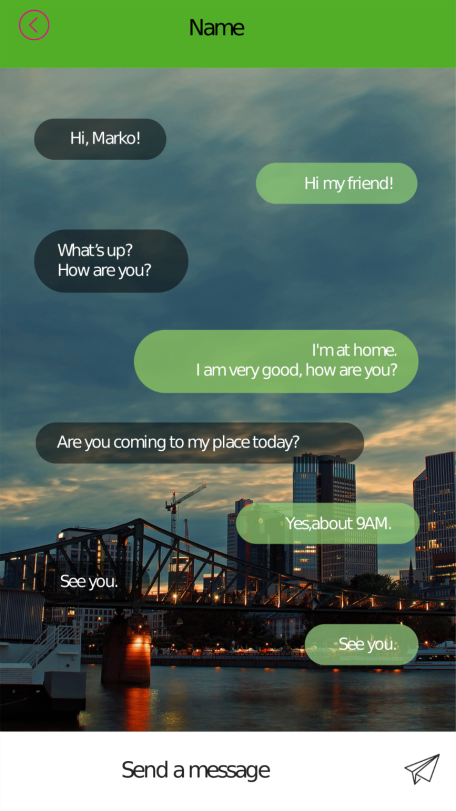 Name
Hi, Marko!
Hi my friend!
What's up?
How are you?
I'm at home.
I am very good, how are you?
Are you coming to my place today?
Yes,about 9AM.
See you.
See you.
Send a message